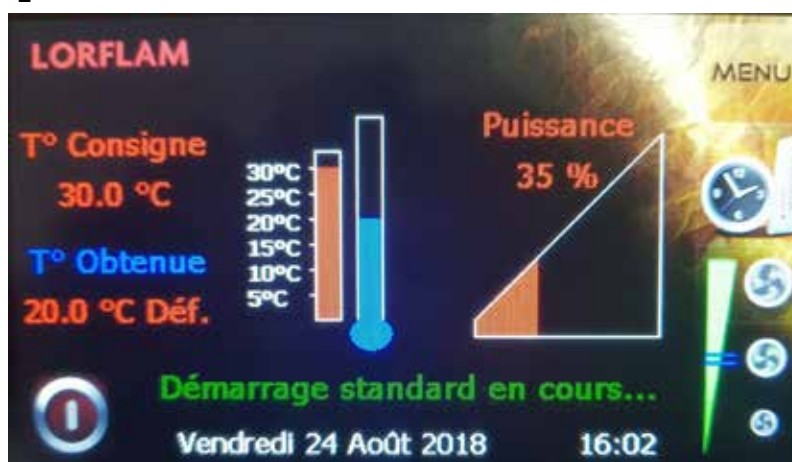 LORFLAM
MENU
T° Consigne
30.0 °C
T° Obtenue
20.0 °C Déf.
30°C
25°C
20°C
15°C
10°C
5°C
Puissance
35 %
Démarrage standard en cours...
Vendredi 24 Août 2018 16:02